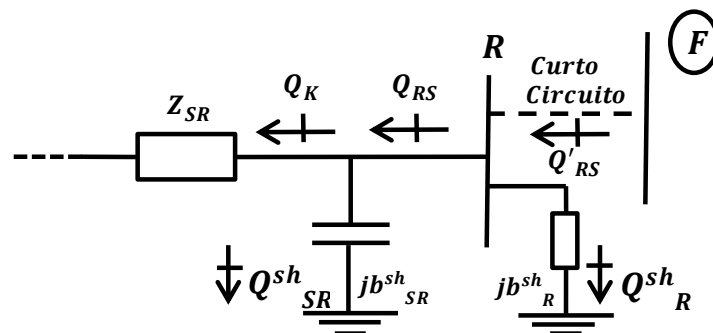 F
R
Curto
Circuito
Q_K
Q_RS
Z_SR
Q'_RS
Q^sh_SR
jb^sh_SR
jb^sh_R
Q^sh_R